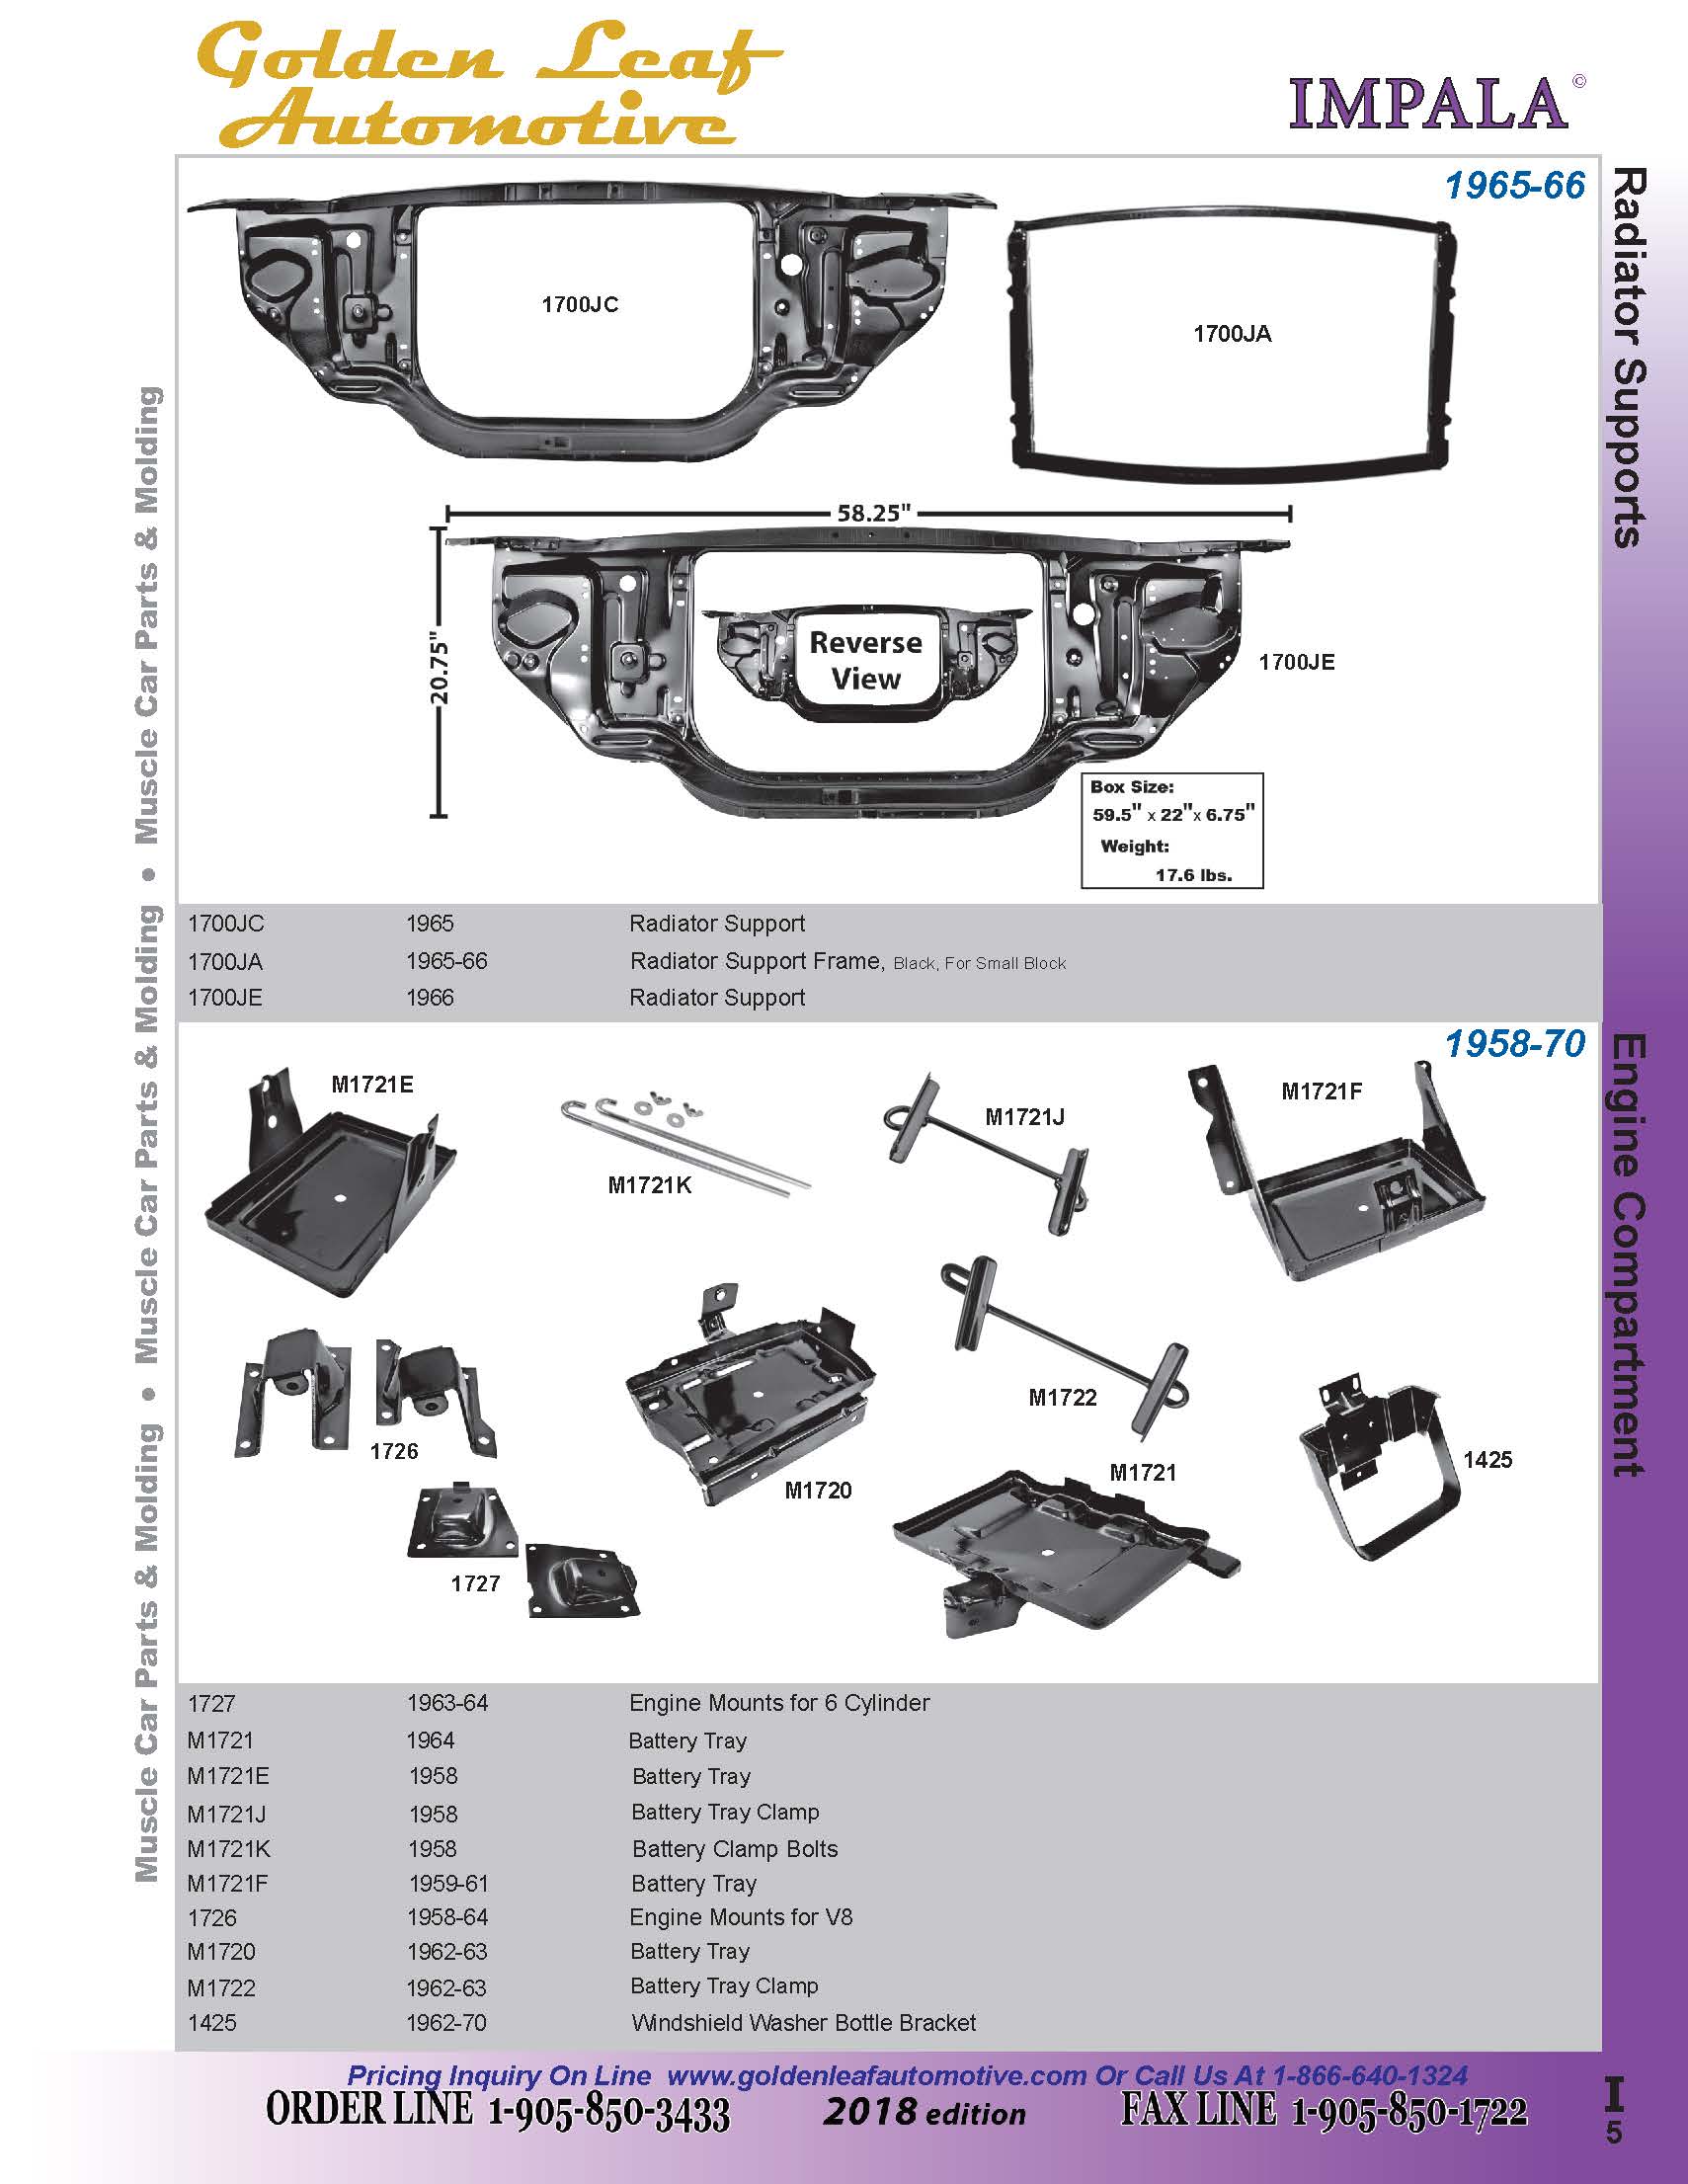 Golden Leaf
Automotive
IMPALA©
1965-66
Radiator Supports
1700JC
1700JA
58.25"
20.75"
Reverse
View
1700JE
Box Size:
59.5" x 22"x 6.75"
Weight:
17.6 lbs.
1700JC 1965 Radiator Support
1700JA 1965-66 Radiator Support Frame, Black, For Small Block
1700JE 1966 Radiator Support
1958-70
Engine Compartment
M1721E
M1721K
M1721J
M1721F
1726
M1720
M1722
M1721
1425
1727
1727 1963-64 Engine Mounts for 6 Cylinder
M1721 1964 Battery Tray
M1721E 1958 Battery Tray
M1721J 1958 Battery Tray Clamp
M1721K 1958 Battery Clamp Bolts
M1721F 1959-61 Battery Tray
1726 1958-64 Engine Mounts for V8
M1720 1962-63 Battery Tray
M1722 1962-63 Battery Tray Clamp
1425 1962-70 Windshield Washer Bottle Bracket
Muscle Car Parts & Molding • Muscle Car Parts & Molding • Muscle Car Parts & Molding
Pricing Inquiry On Line www.goldenleafautomotive.com Or Call Us At 1-866-640-1324
ORDER LINE 1-905-850-3433 2018 edition FAX LINE 1-905-850-1722
I
5